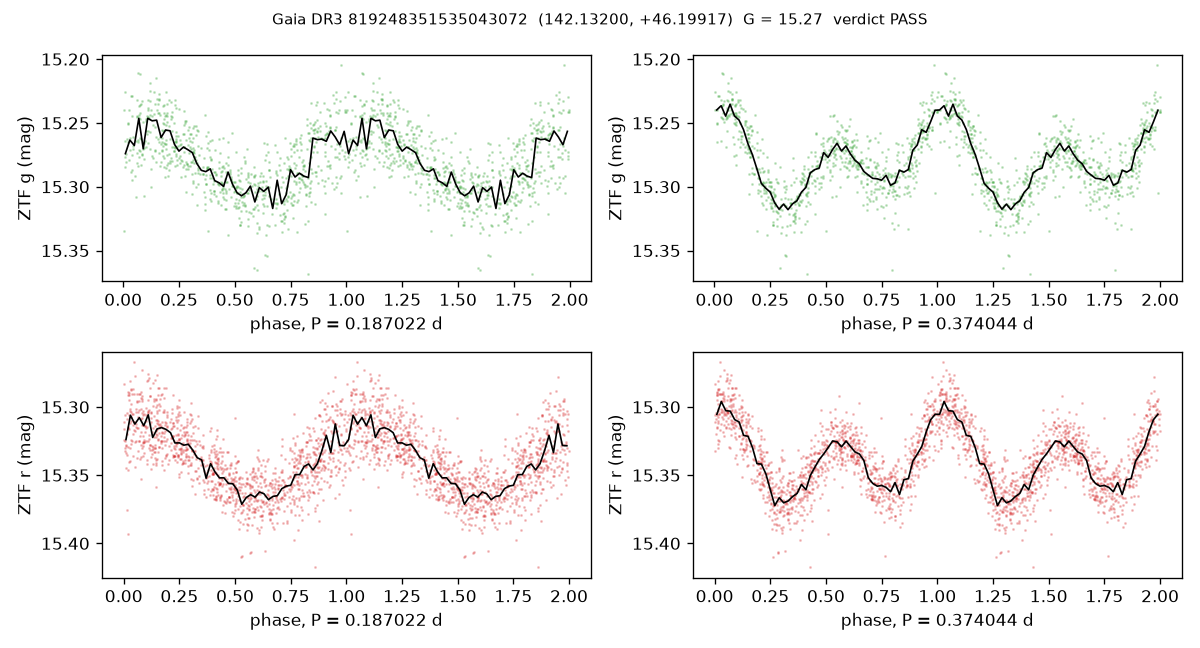 Gaia DR3 819248351535043072  (142.13200, +46.19917)  G = 15.27  verdict PASS
ZTF g (mag)
15.20
15.25
15.30
15.35
0.00 0.25 0.50 0.75 1.00 1.25 1.50 1.75 2.00
phase, P = 0.187022 d
ZTF g (mag)
15.20
15.25
15.30
15.35
0.00 0.25 0.50 0.75 1.00 1.25 1.50 1.75 2.00
phase, P = 0.374044 d
ZTF r (mag)
15.30
15.35
15.40
0.00 0.25 0.50 0.75 1.00 1.25 1.50 1.75 2.00
phase, P = 0.187022 d
ZTF r (mag)
15.30
15.35
15.40
0.00 0.25 0.50 0.75 1.00 1.25 1.50 1.75 2.00
phase, P = 0.374044 d